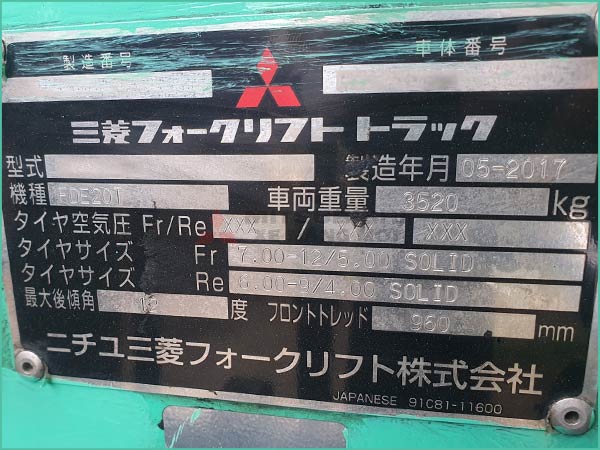 製造番号 車体番号
三菱フォークリフト トラック
型式 製造年月 05-2017
機種 FDE20T 車両重量 3520 kg
タイヤ空気圧 Fr/Re XXX / XXX XXX
タイヤサイズ Fr 7.00-12/5.00 SOLID
タイヤサイズ Re 6.00-9/4.00 SOLID
最大後傾角 12 度 フロントトレッド 960 mm
ニチユ三菱フォークリフト株式会社
JAPANESE 91C81-11600